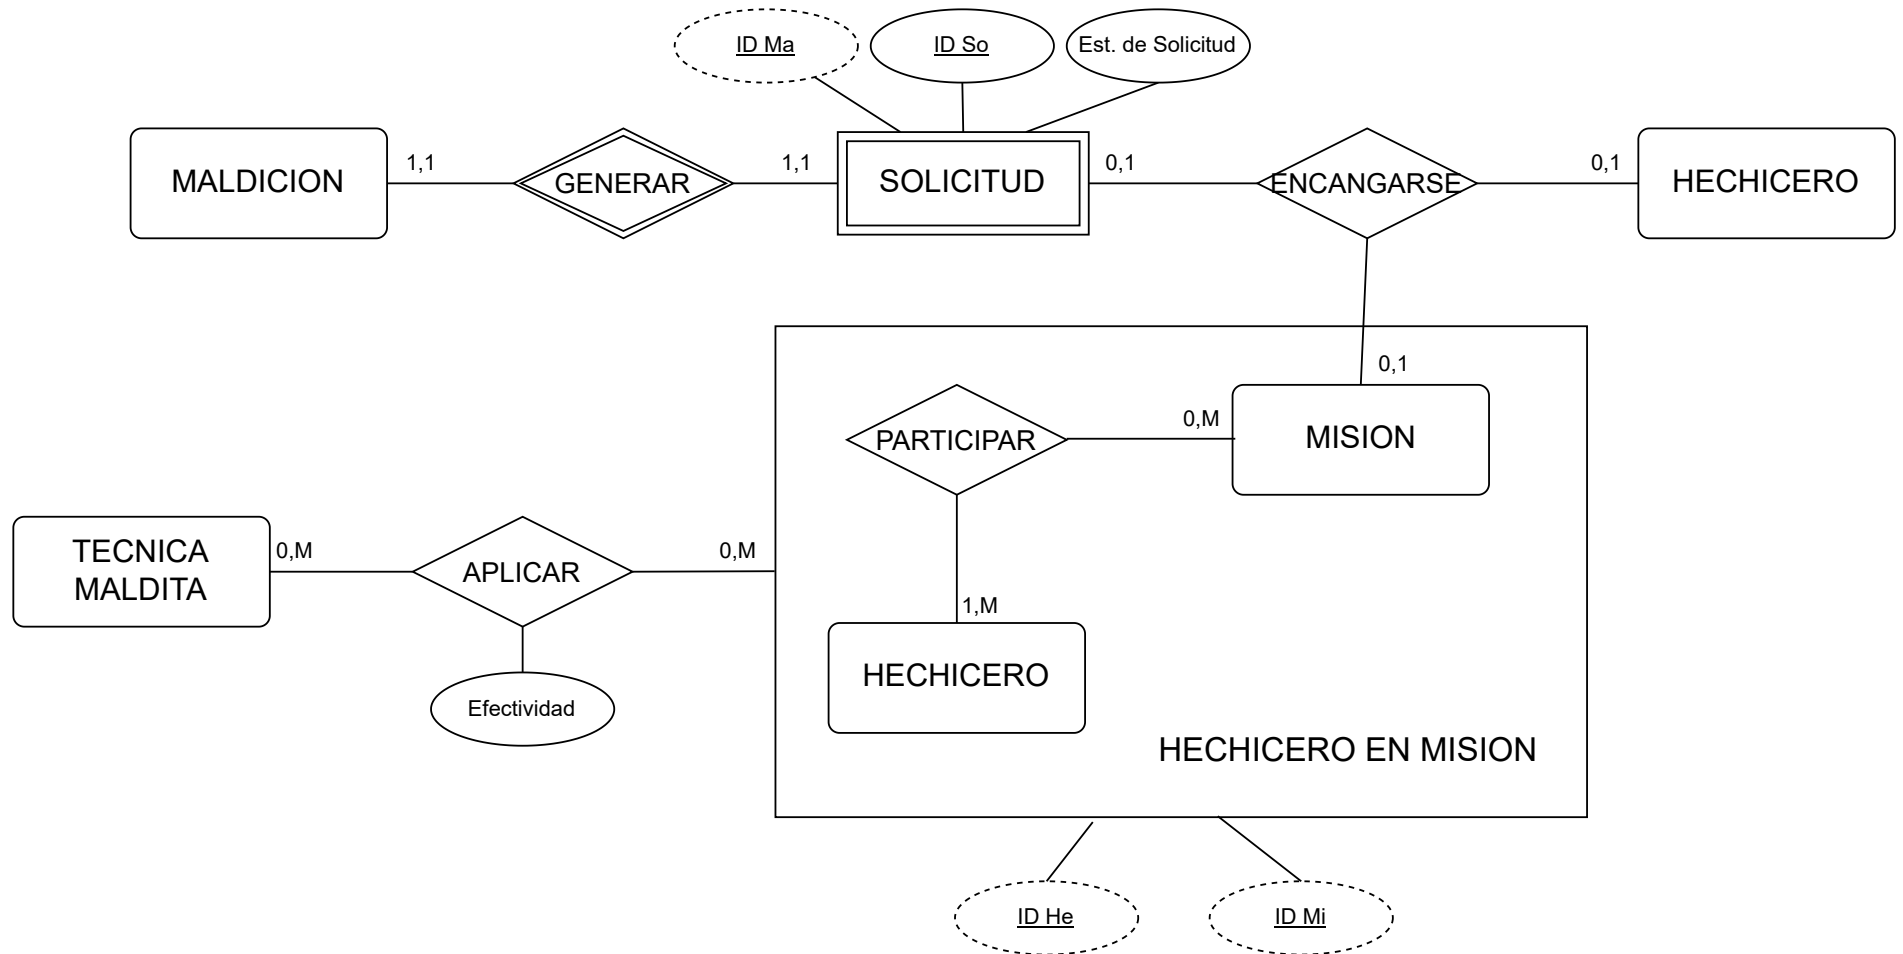 ID Ma
ID So
Est. de Solicitud
MALDICION
1,1
GENERAR
1,1
SOLICITUD
0,1
ENCANGARSE
0,1
HECHICERO
0,1
PARTICIPAR
0,M
MISION
TECNICA
MALDITA
0,M
APLICAR
0,M
1,M
HECHICERO
Efectividad
HECHICERO EN MISION
ID He
ID Mi